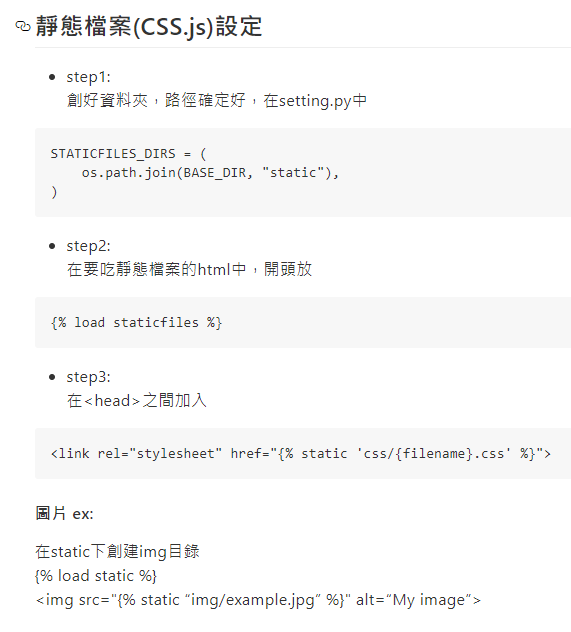 靜態檔案(CSS.js)設定
step1:
創好資料夾，路徑確定好，在setting.py中
STATICFILES_DIRS = (
    os.path.join(BASE_DIR, "static"),
)
step2:
在要吃靜態檔案的html中，開頭放
{% load staticfiles %}
step3:
在<head>之間加入
<link rel="stylesheet" href="{% static 'css/{filename}.css' %}">
圖片 ex:
在static下創建img目錄
{% load static %}
<img src="{% static “img/example.jpg” %}" alt=“My image”>